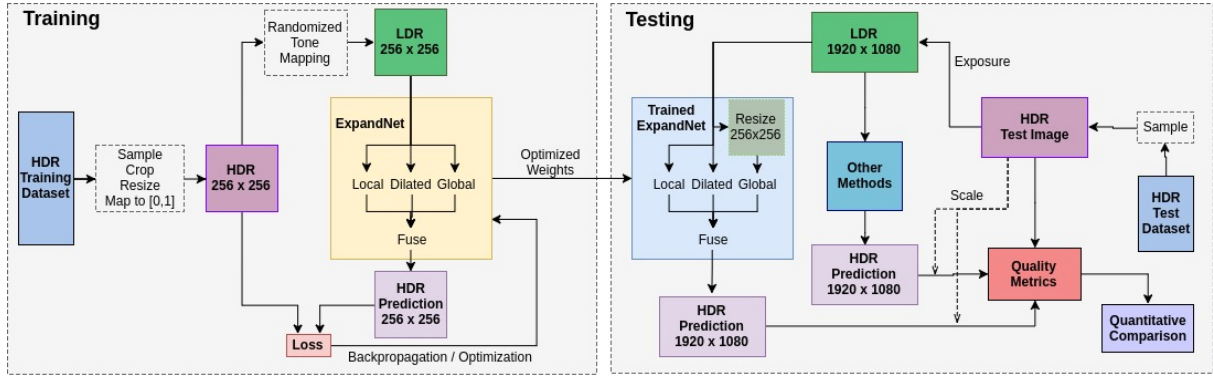 Training
HDR
Training
Dataset
Sample
Crop
Resize
Map to [0,1]
HDR
256 x 256
Randomized
Tone
Mapping
LDR
256 x 256
ExpandNet
Local Dilated Global
Fuse
HDR
Prediction
256 x 256
Loss
Backpropagation / Optimization
Optimized
Weights
Testing
LDR
1920 x 1080
Trained
ExpandNet
Resize
256x256
Local Dilated Global
Fuse
HDR
Prediction
1920 x 1080
Other
Methods
HDR
Prediction
1920 x 1080
Exposure
HDR
Test Image
Sample
HDR
Test
Dataset
Scale
Quality
Metrics
Quantitative
Comparison